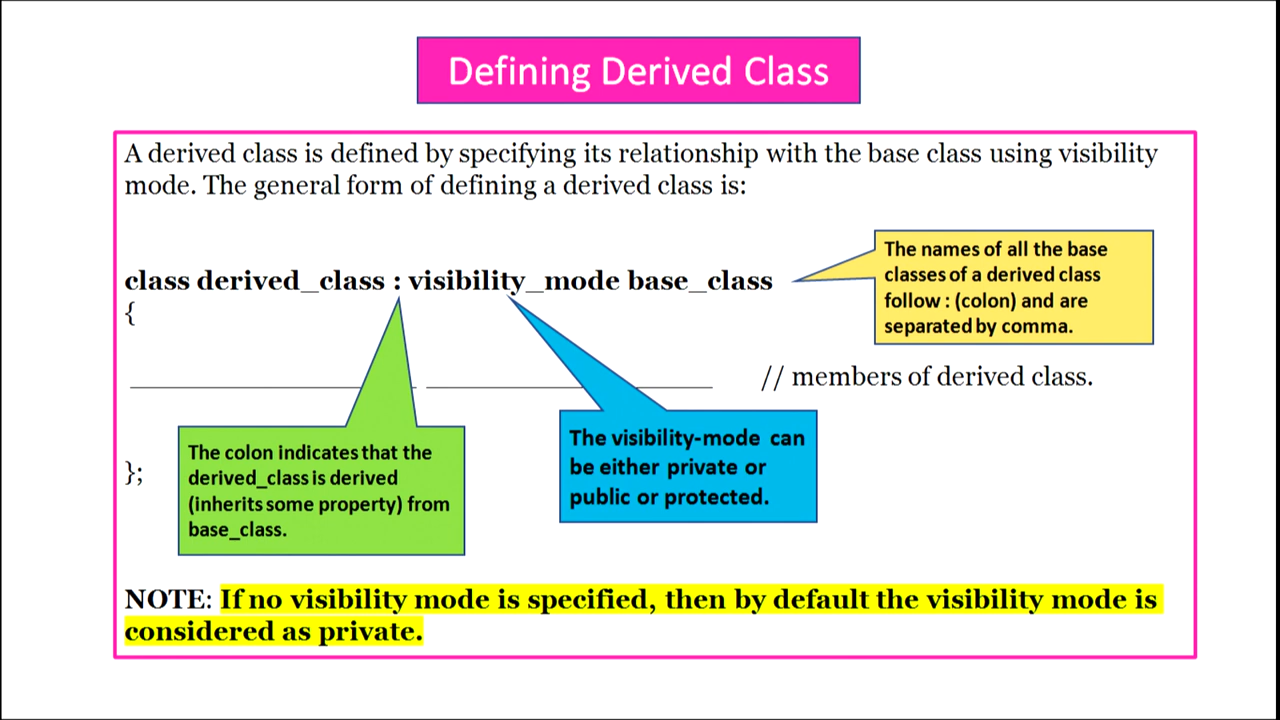 Defining Derived Class
A derived class is defined by specifying its relationship with the base class using visibility
mode. The general form of defining a derived class is:
The names of all the base
classes of a derived class
follow : (colon) and are
separated by comma.
class derived_class : visibility_mode base_class
{
// members of derived class.
The colon indicates that the
derived_class is derived
(inherits some property) from
base_class.
The visibility-mode can
be either private or
public or protected.
};
NOTE: If no visibility mode is specified, then by default the visibility mode is
considered as private.